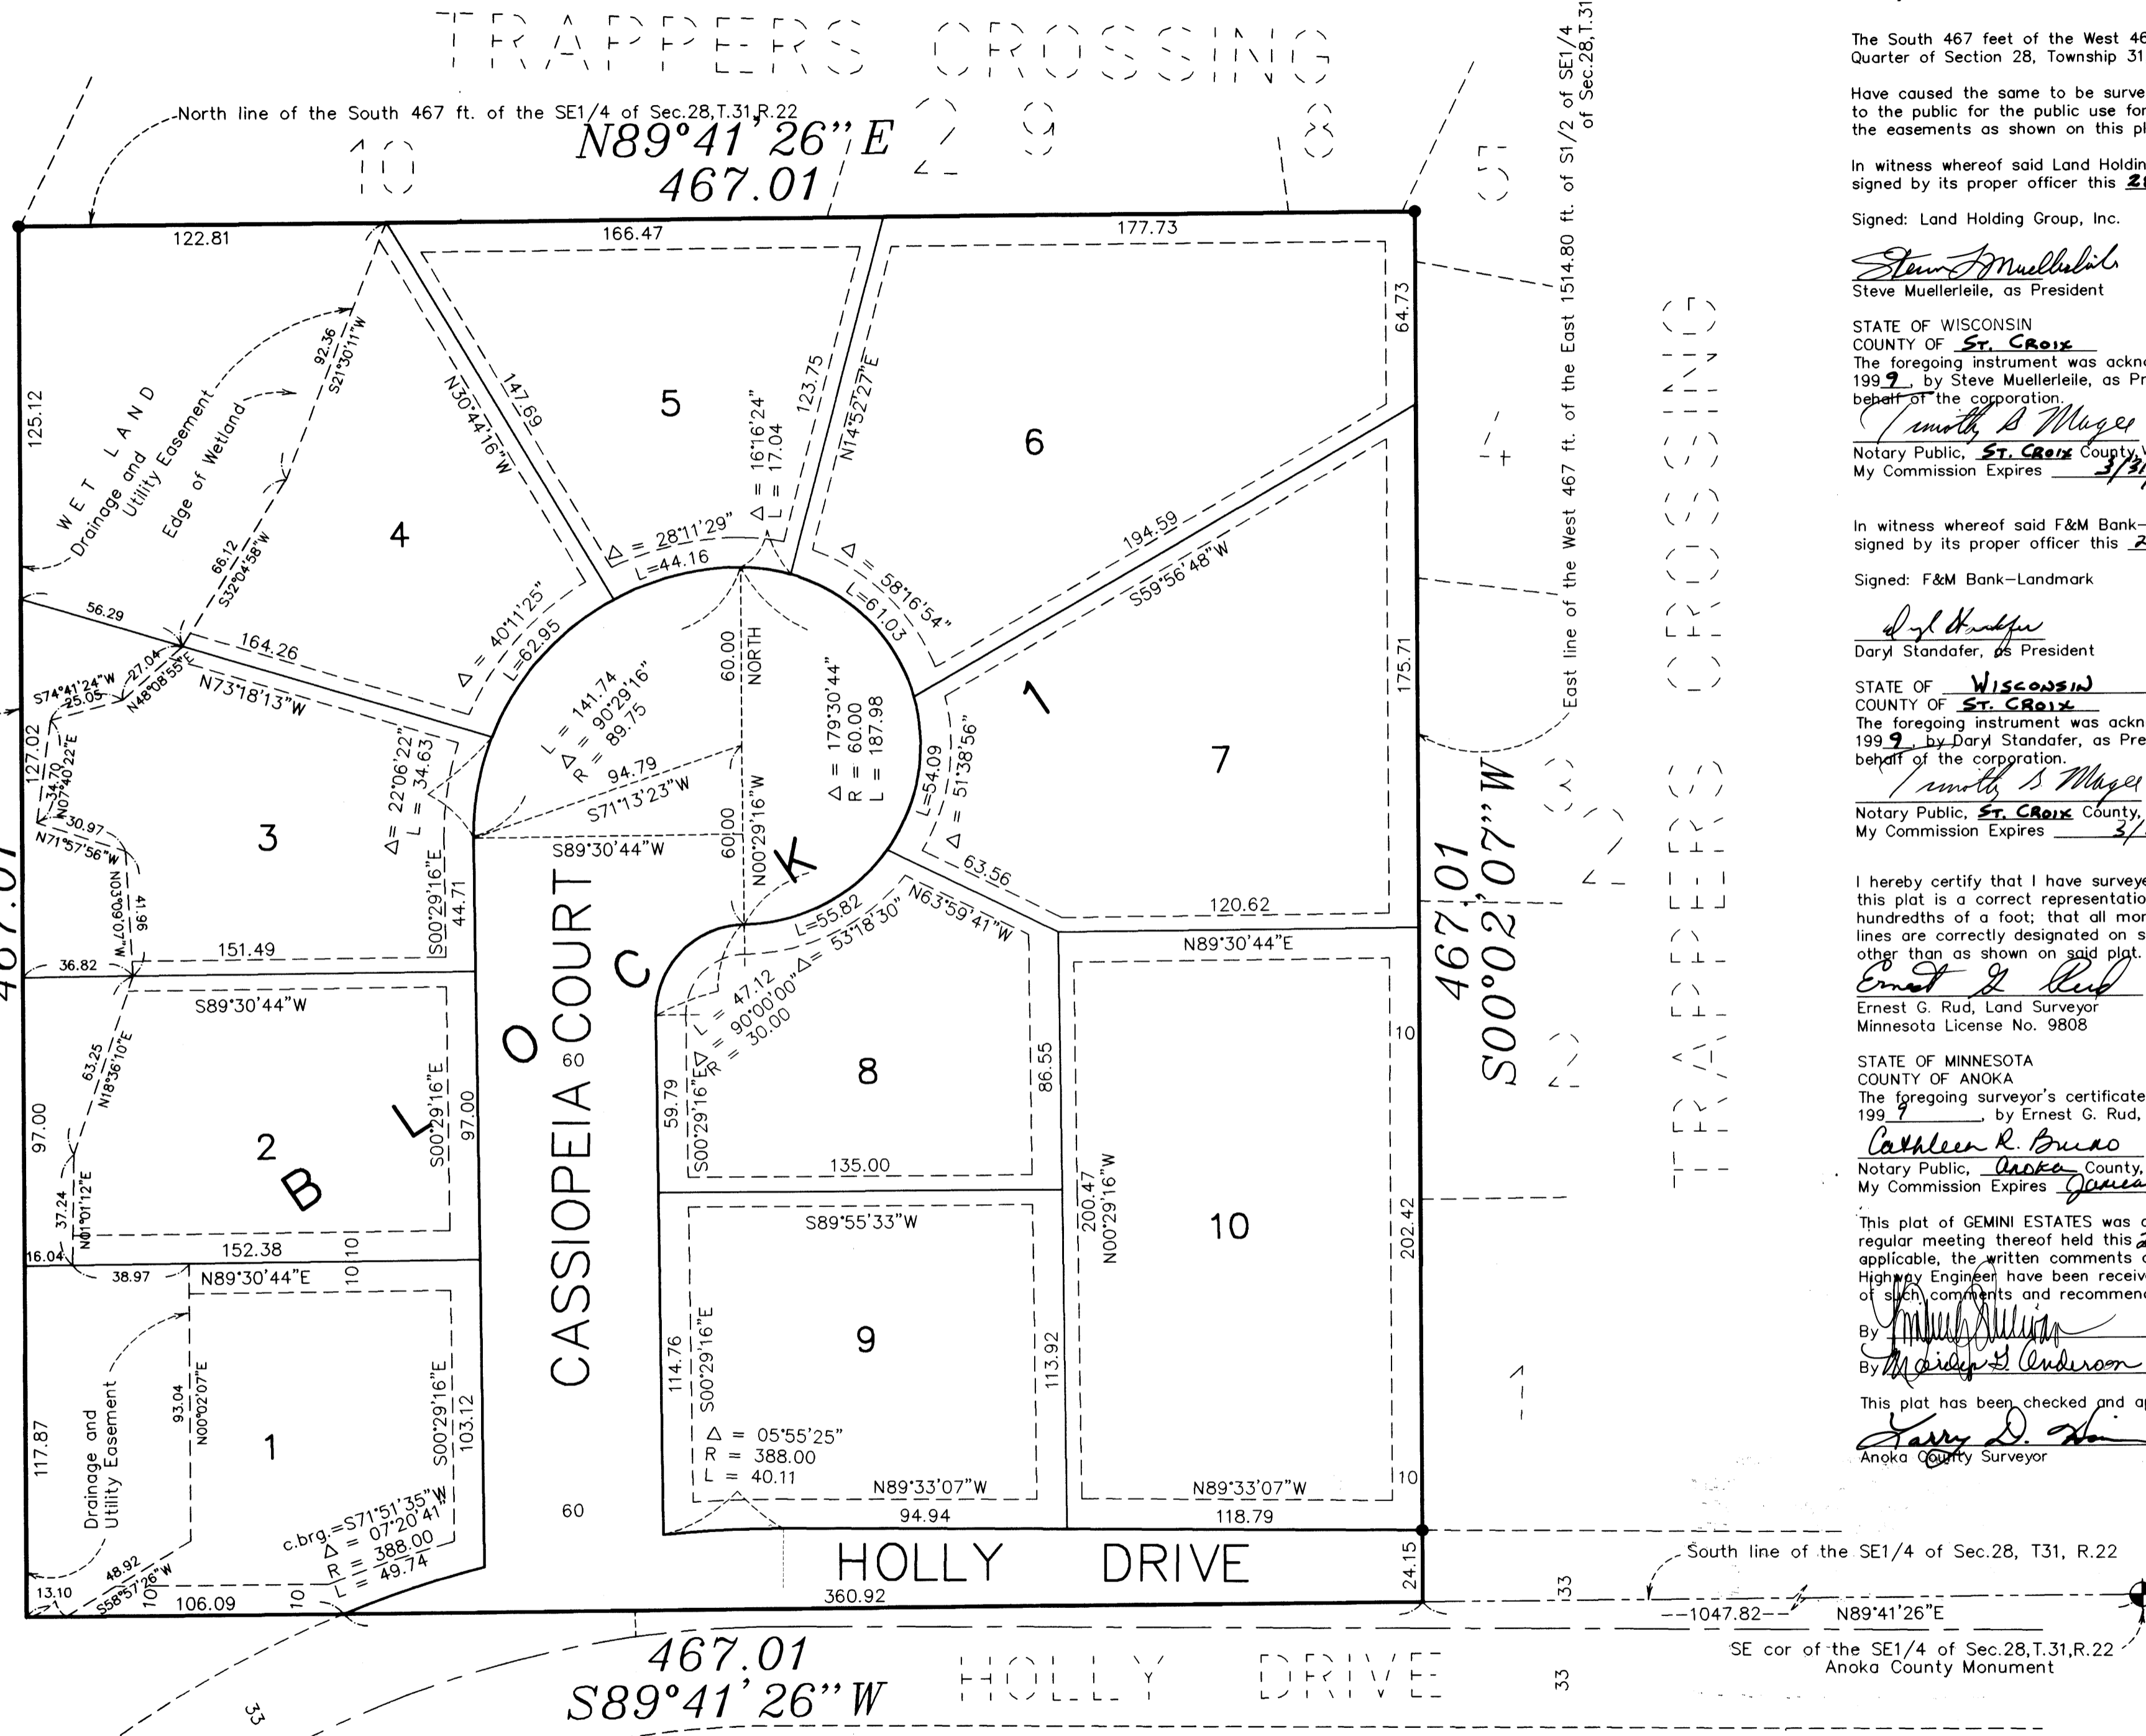 TRAPPERS CROSSING
North line of the South 467 ft. of the SE1/4 of Sec.28,T.31,R.22
N89°41'26"E
467.01
10
29
8
5
4
3
2
2
1
TRAPPERS CROSSING
East line of the West 467 ft. of the East 1514.80 ft. of S1/2 of SE1/4
of Sec.28,T.31
122.81
166.47
177.73
125.12
WET LAND
Drainage and
Utility Easement
Edge of Wetland
92.36
S21°30'11"W
66.12
S32°04'58"W
4
N30°44'16"W
147.69
5
Δ = 16°16'24"
L = 17.04
123.75
N14°52'27"E
6
64.73
Δ = 28°11'29"
L=44.16
Δ = 58°16'54"
L=61.03
194.59
S59°56'48"W
56.29
164.26
N73°18'13"W
Δ = 40°11'25"
L=62.95
S74°41'24"W
25.05
27.04
N48°08'55"E
127.02
34.70
N07°40'22"E
30.97
N71°57'56"W
N03°09'07"W
41.96
3
Δ= 22°06'22"
L = 34.63
S00°29'16"E
44.71
151.49
36.82
L = 141.74
Δ = 90°29'16"
R = 89.75
94.79
S71°13'23"W
S89°30'44"W
60.00
NORTH
60.00
N00°29'16"W
Δ = 179°30'44"
R = 60.00
L = 187.98
L=54.09
Δ = 51°38'56"
1
7
175.71
63.56
120.62
N63°59'41"W
N89°30'44"E
L=55.82
Δ= 53°18'30"
L = 47.12
Δ = 90°00'00"
R = 30.00
BLOCK
S89°30'44"W
63.25
N18°36'10"E
2
97.00
S00°29'16"E
97.00
37.24
N01°01'12"E
16.04
152.38
38.97
N89°30'44"E
10
10
CASSIOPEIA COURT
60
60
59.79
S00°29'16"E
8
86.55
135.00
S89°55'33"W
200.47
N00°29'16"W
10
202.42
10
10
467.01
S00°02'07"W
467.01
114.76
S00°29'16"E
9
113.92
Δ = 05°55'25"
R = 388.00
L = 40.11
N89°33'07"W
94.94
N89°33'07"W
118.79
117.87
Drainage and
Utility Easement
93.04
N00°02'07"E
1
S00°29'16"E
103.12
c.brg.=S71°51'35"W
Δ = 07°20'41"
R = 388.00
L = 49.74
13.10
48.92
S58°57'26"W
10
10
106.09
HOLLY DRIVE
360.92
24.15
33
33
33
467.01
S89°41'26"W
HOLLY DRIVE
South line of the SE1/4 of Sec.28, T31, R.22
1047.82
N89°41'26"E
SE cor of the SE1/4 of Sec.28,T.31,R.22
Anoka County Monument
The South 467 feet of the West 46
Quarter of Section 28, Township 31
Have caused the same to be surve
to the public for the public use for
the easements as shown on this pl
In witness whereof said Land Holdin
signed by its proper officer this
Signed: Land Holding Group, Inc.
Steve Muellerleile, as President
STATE OF WISCONSIN
COUNTY OF ST. CROIX
The foregoing instrument was ackno
1999, by Steve Muellerleile, as Pr
behalf of the corporation.
Timothy S Magee
Notary Public, ST. CROIX County,
My Commission Expires 3/31
In witness whereof said F&M Bank-
signed by its proper officer this 2
Signed: F&M Bank-Landmark
Daryl Standafer, as President
STATE OF WISCONSIN
COUNTY OF ST. CROIX
The foregoing instrument was ackn
1999, by Daryl Standafer, as Pre
behalf of the corporation.
Timothy S. Magee
Notary Public, ST. CROIX County,
My Commission Expires 3/
I hereby certify that I have surveye
this plat is a correct representatio
hundredths of a foot; that all mor
lines are correctly designated on s
other than as shown on said plat.
Ernest G Rud
Ernest G. Rud, Land Surveyor
Minnesota License No. 9808
STATE OF MINNESOTA
COUNTY OF ANOKA
The foregoing surveyor's certificate
1999, by Ernest G. Rud,
Cathleen R. Bruno
Notary Public, Anoka County,
My Commission Expires
This plat of GEMINI ESTATES was a
regular meeting thereof held this
applicable, the written comments c
Highway Engineer have been receiv
of such comments and recommend
By
By Marilyn G. Anderson
This plat has been checked and ap
Larry D.
Anoka County Surveyor